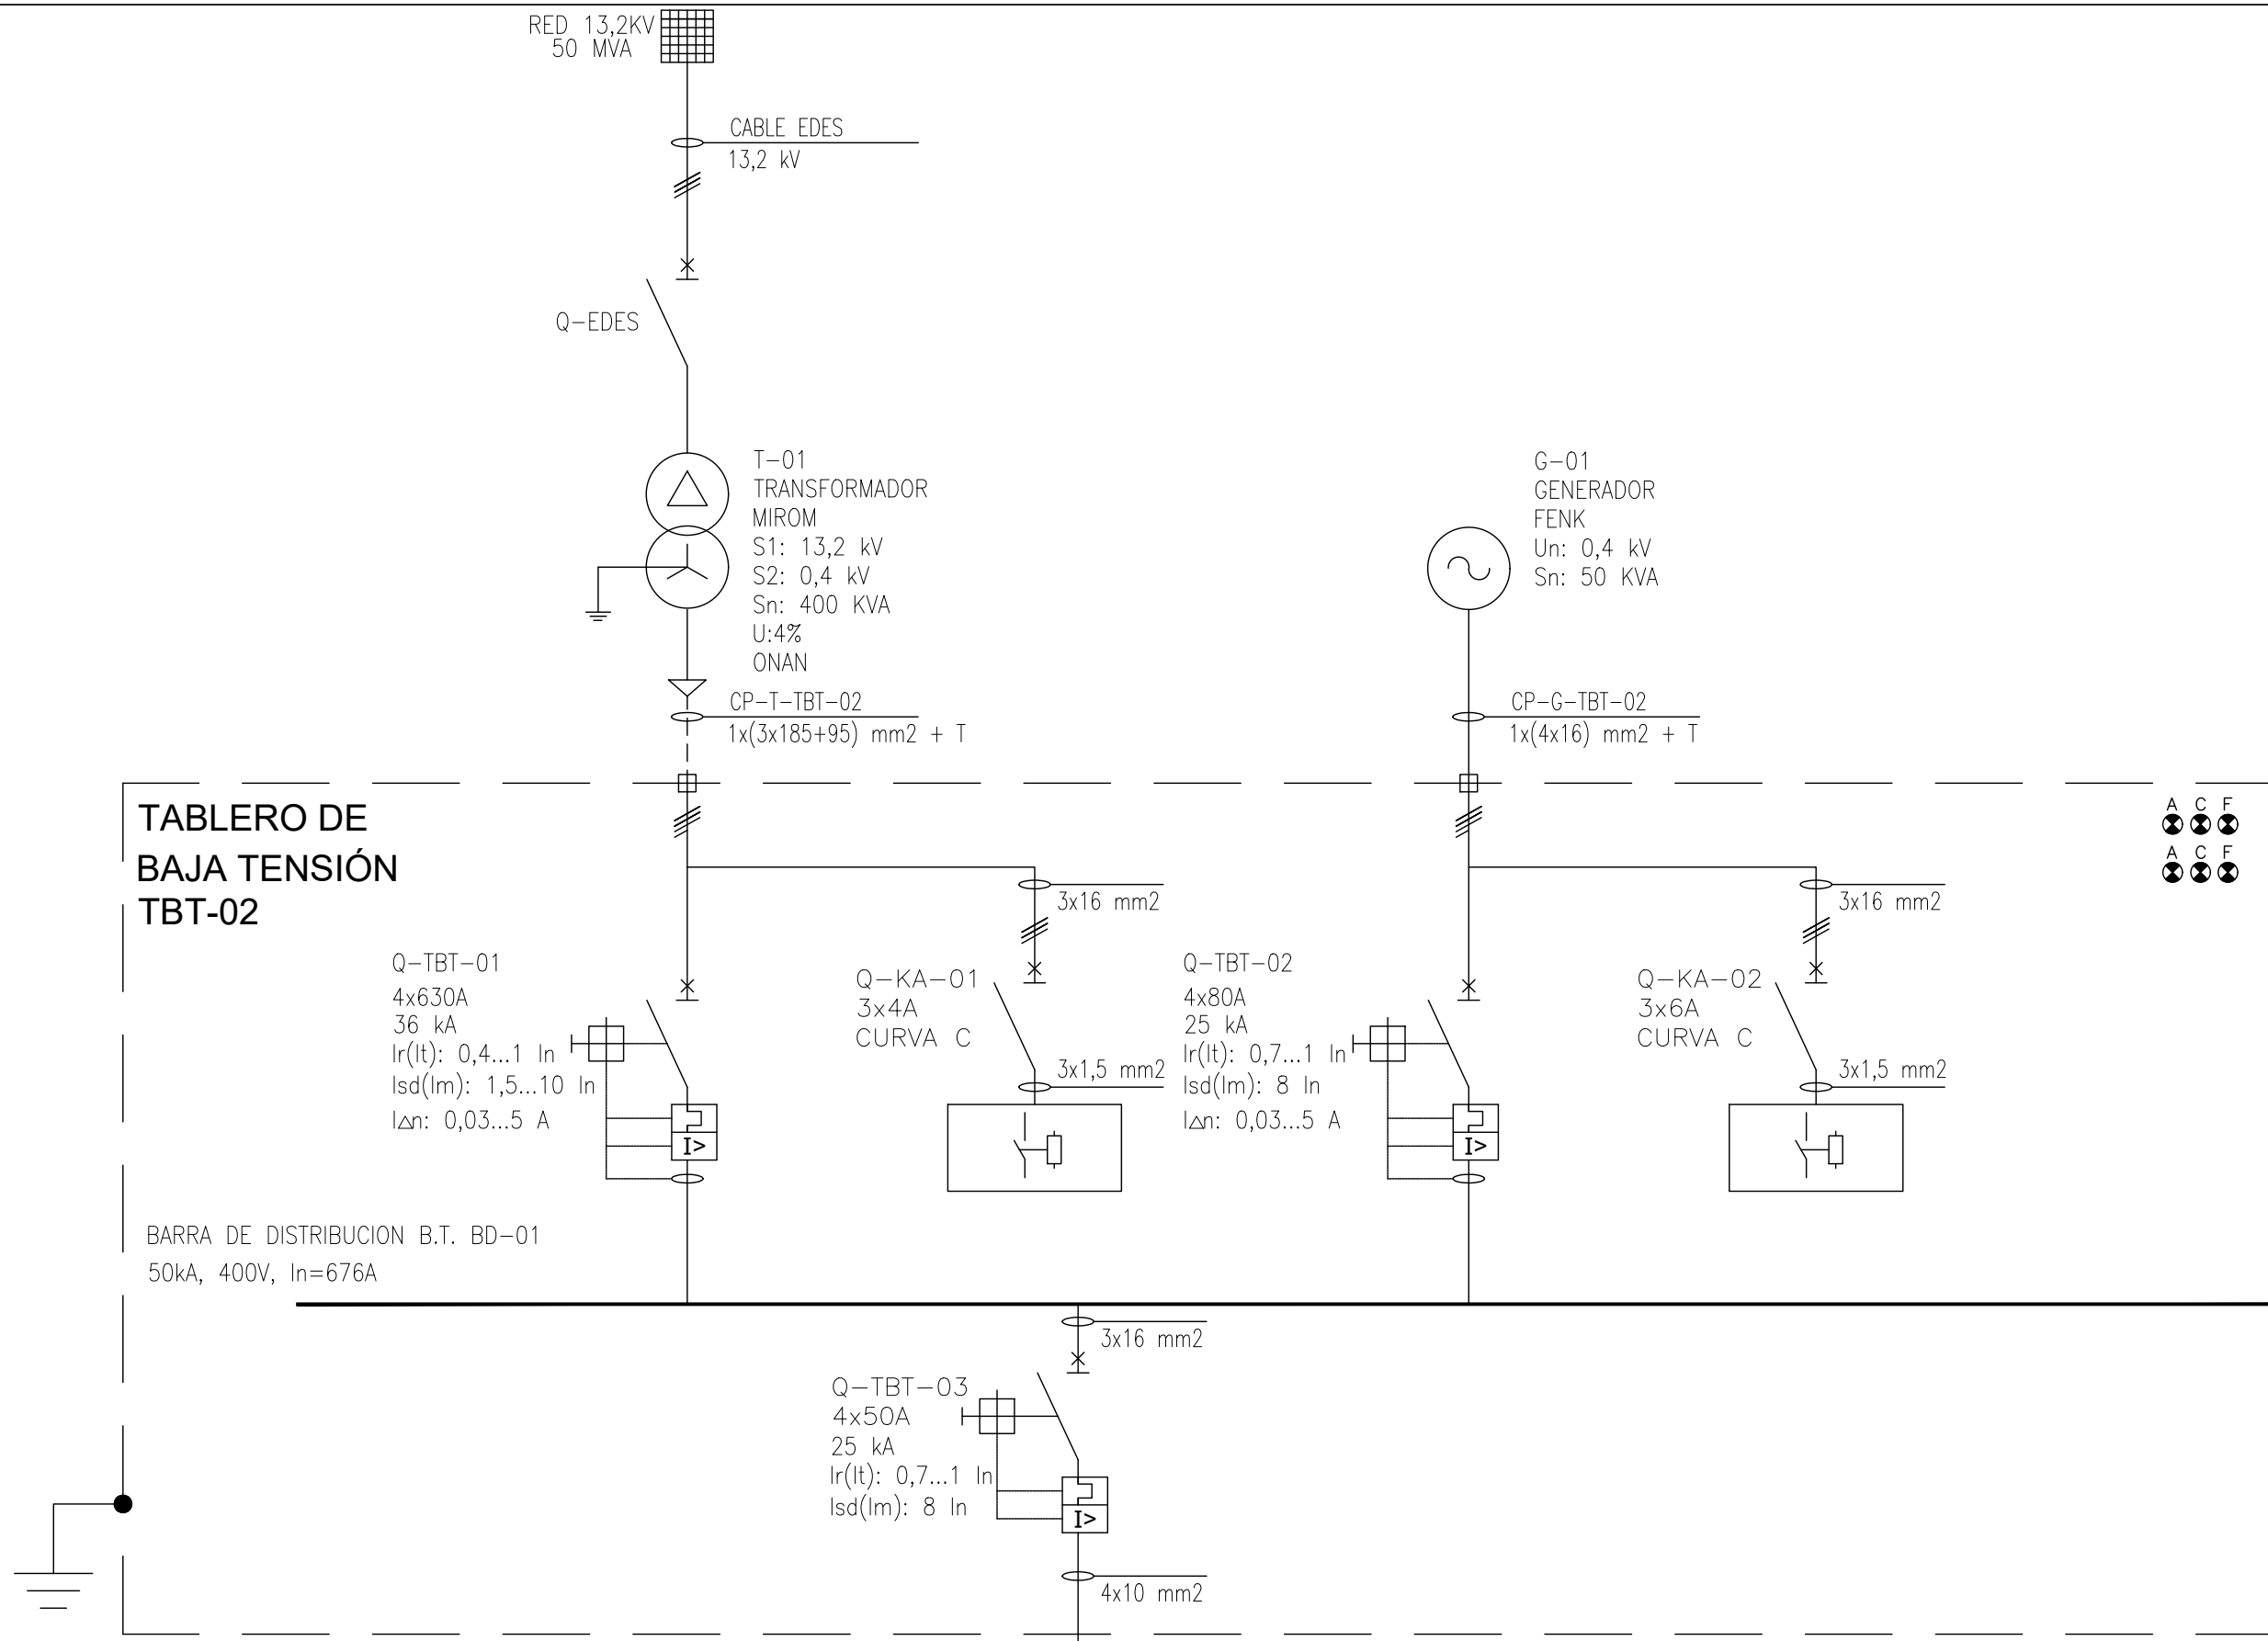 RED 13,2KV
50 MVA
CABLE EDES
13,2 kV
Q-EDES
T-01
TRANSFORMADOR
MIROM
S1: 13,2 kV
S2: 0,4 kV
Sn: 400 KVA
U:4%
ONAN
G-01
GENERADOR
FENK
Un: 0,4 kV
Sn: 50 KVA
CP-T-TBT-02
1x(3x185+95) mm2 + T
CP-G-TBT-02
1x(4x16) mm2 + T
TABLERO DE
BAJA TENSIÓN
TBT-02
A C F
A C F
3x16 mm2
3x16 mm2
Q-TBT-01
4x630A
36 kA
Ir(It): 0,4...1 In
Isd(Im): 1,5...10 In
I△n: 0,03...5 A
Q-KA-01
3x4A
CURVA C
3x1,5 mm2
Q-TBT-02
4x80A
25 kA
Ir(It): 0,7...1 In
Isd(Im): 8 In
I△n: 0,03...5 A
Q-KA-02
3x6A
CURVA C
3x1,5 mm2
I>
I>
BARRA DE DISTRIBUCION B.T. BD-01
50kA, 400V, In=676A
3x16 mm2
Q-TBT-03
4x50A
25 kA
Ir(It): 0,7...1 In
Isd(Im): 8 In
I>
4x10 mm2